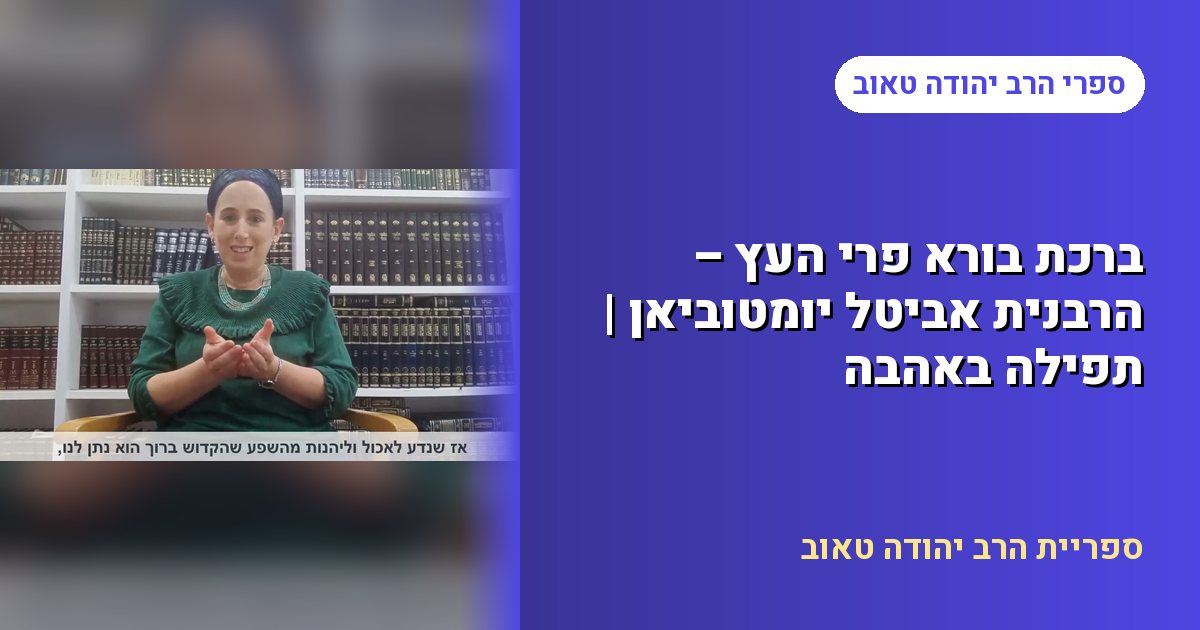 ספרי הרב יהודה טאוב
ברכת בורא פרי העץ –
הרבנית אביטל יומטוביאן |
תפילה באהבה
ספריית הרב יהודה טאוב
אז שנדע לאכול וליהנות מהשפע שהקדוש ברוך הוא נתן לנו,